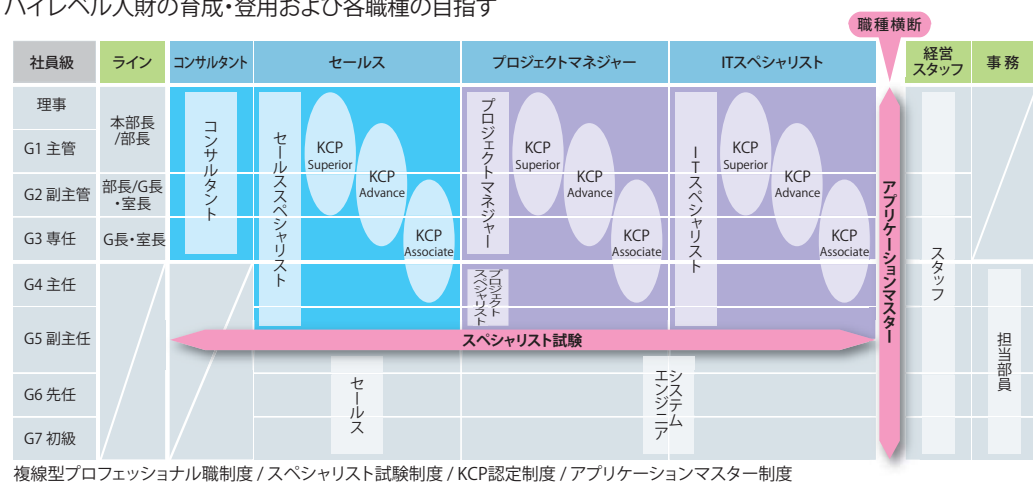 ハイレベル人財の育成・登用および各職種の目指す
職種横断
社員級
ライン
コンサルタント
セールス
プロジェクトマネジャー
ITスペシャリスト
経営
スタッフ
事務
理事
G1 主管
G2 副主管
G3 専任
G4 主任
G5 副主任
G6 先任
G7 初級
本部長
/部長
部長/G長
・室長
G長・室長
コンサルタント
セールススペシャリスト
KCP
Superior
KCP
Advance
KCP
Associate
プロジェクトマネジャー
プロジェクト
スペシャリスト
KCP
Superior
KCP
Advance
KCP
Associate
ITスペシャリスト
KCP
Superior
KCP
Advance
KCP
Associate
アプリケーションマスター
スペシャリスト試験
セールス
システム
エンジニア
スタッフ
担当部員
複線型プロフェッショナル職制度 / スペシャリスト試験制度 / KCP認定制度 / アプリケーションマスター制度